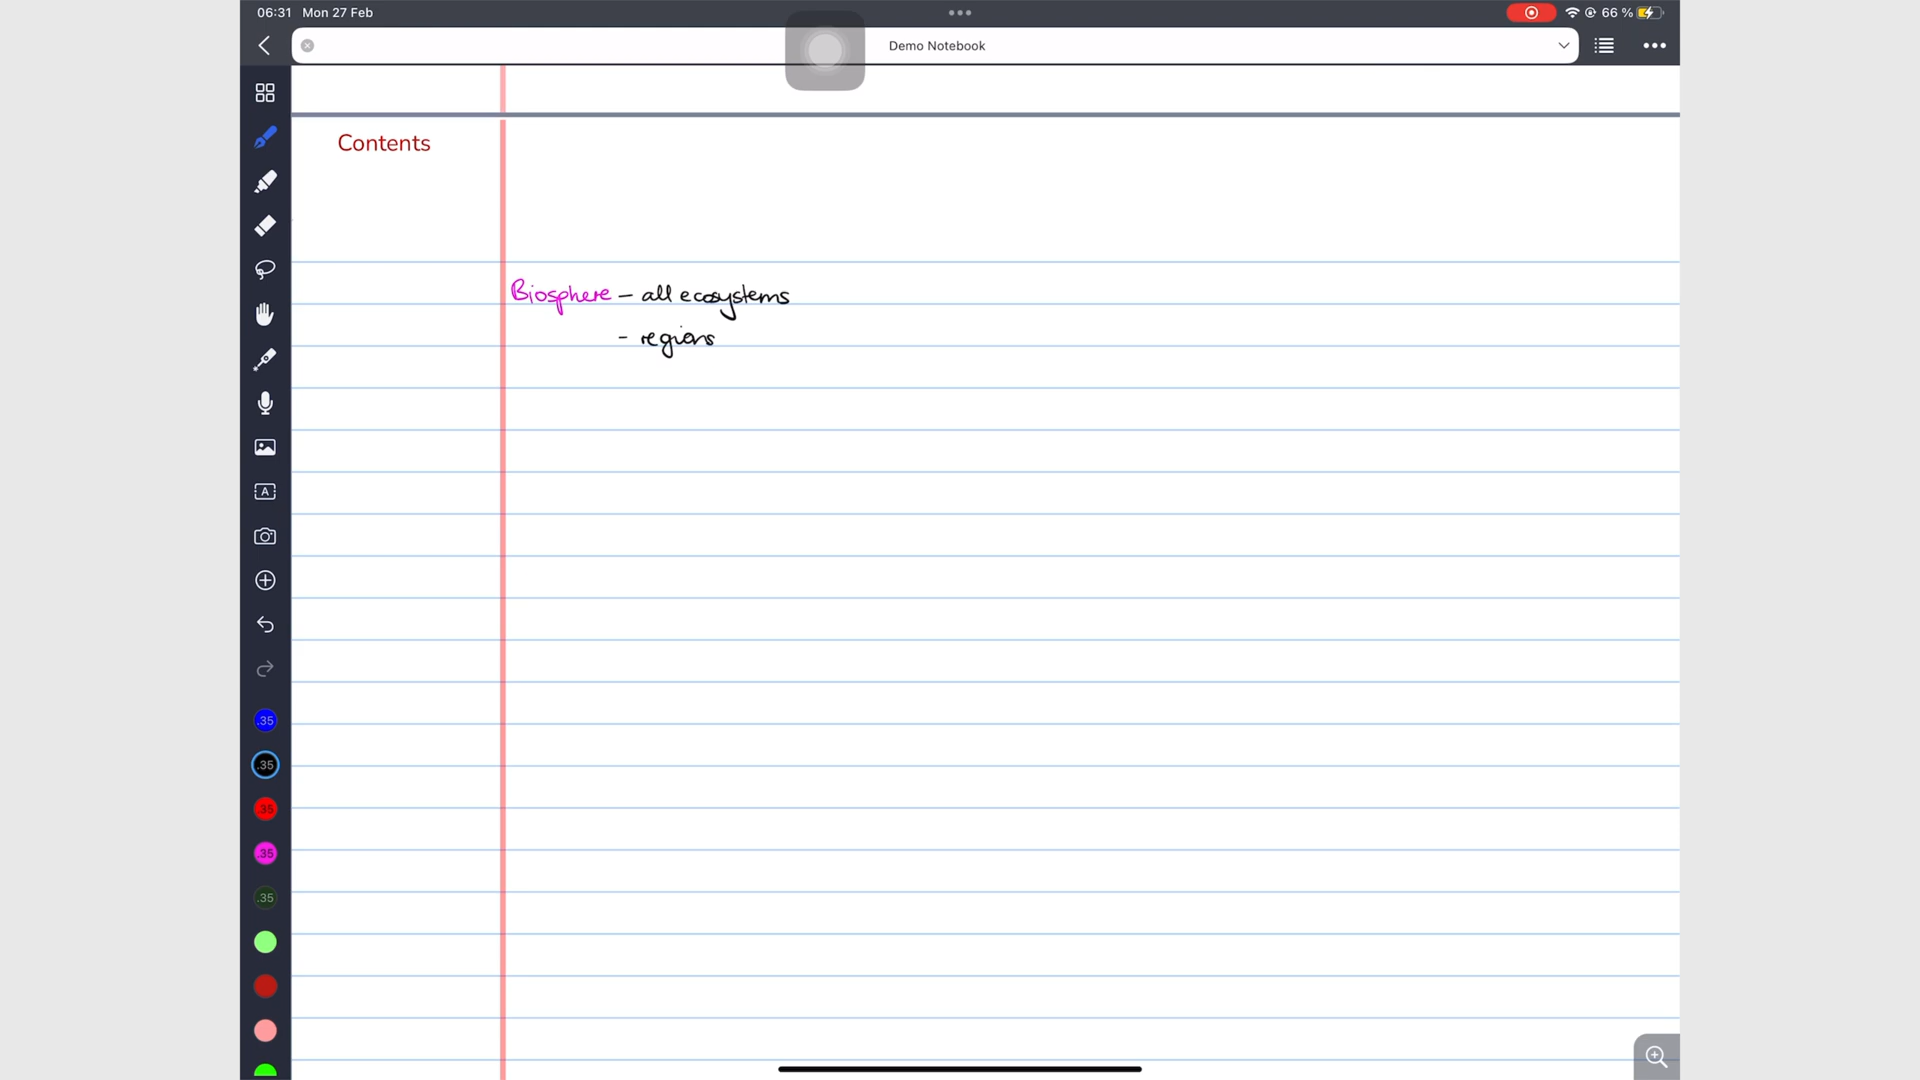 06:31 Mon 27 Feb
66 %
Demo Notebook
Contents
Biosphere – all ecosystems
- regions
A
.35
.35
.35
.35
.35